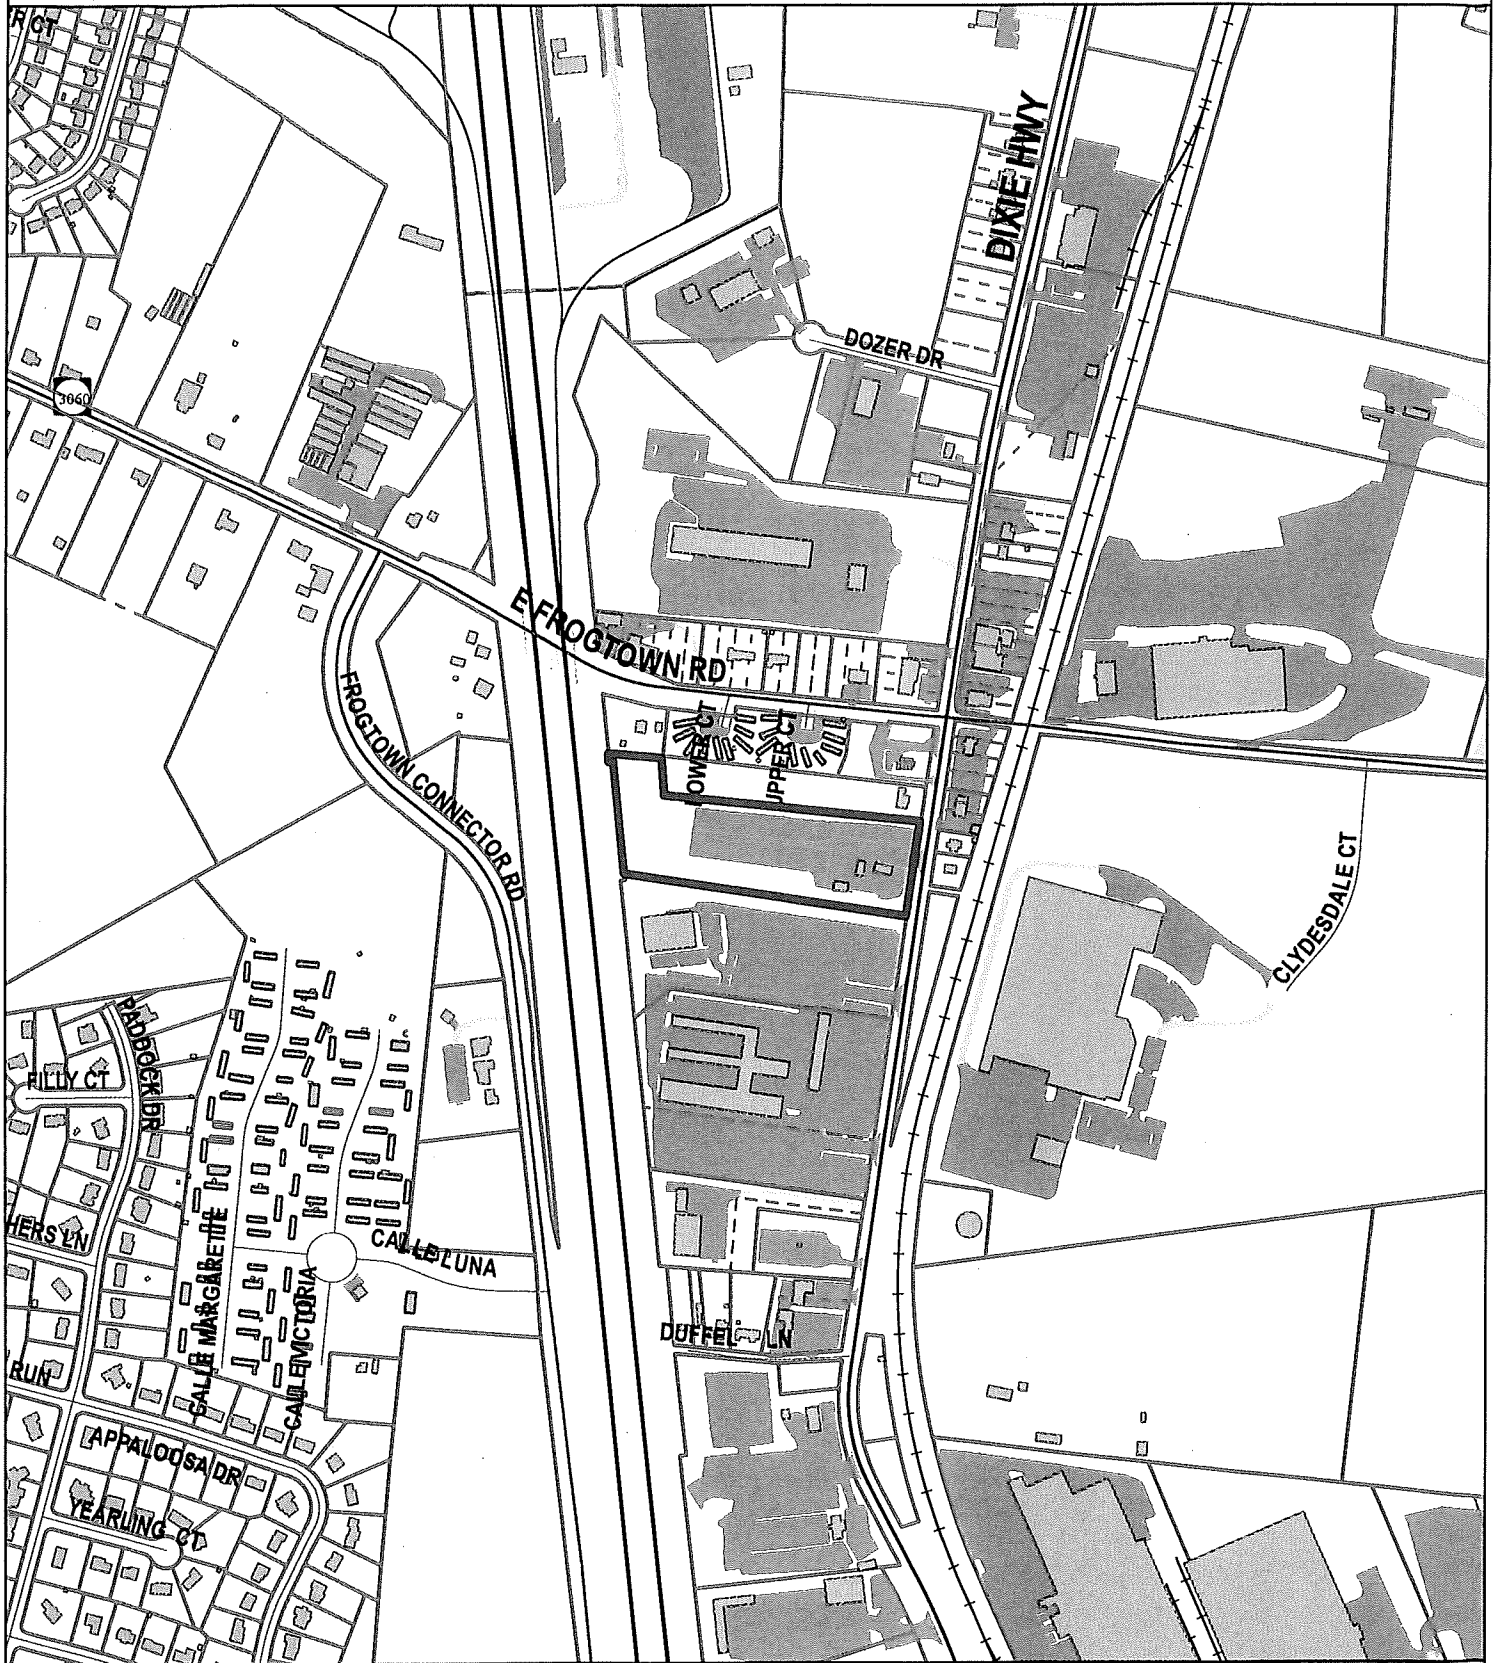 DIXIE HWY
DOZER DR
3060
E FROGTOWN RD
FROGTOWN CONNECTOR RD
LOWER CT
UPPER CT
CLYDESDALE CT
PADDOCK DR
FILLY CT
HERS LN
CALLE MARGARETTE
CALLE LUNA
CALLE VICTORIA
DUFFEL LN
RUN
APPALOOSA DR
YEARLING CT